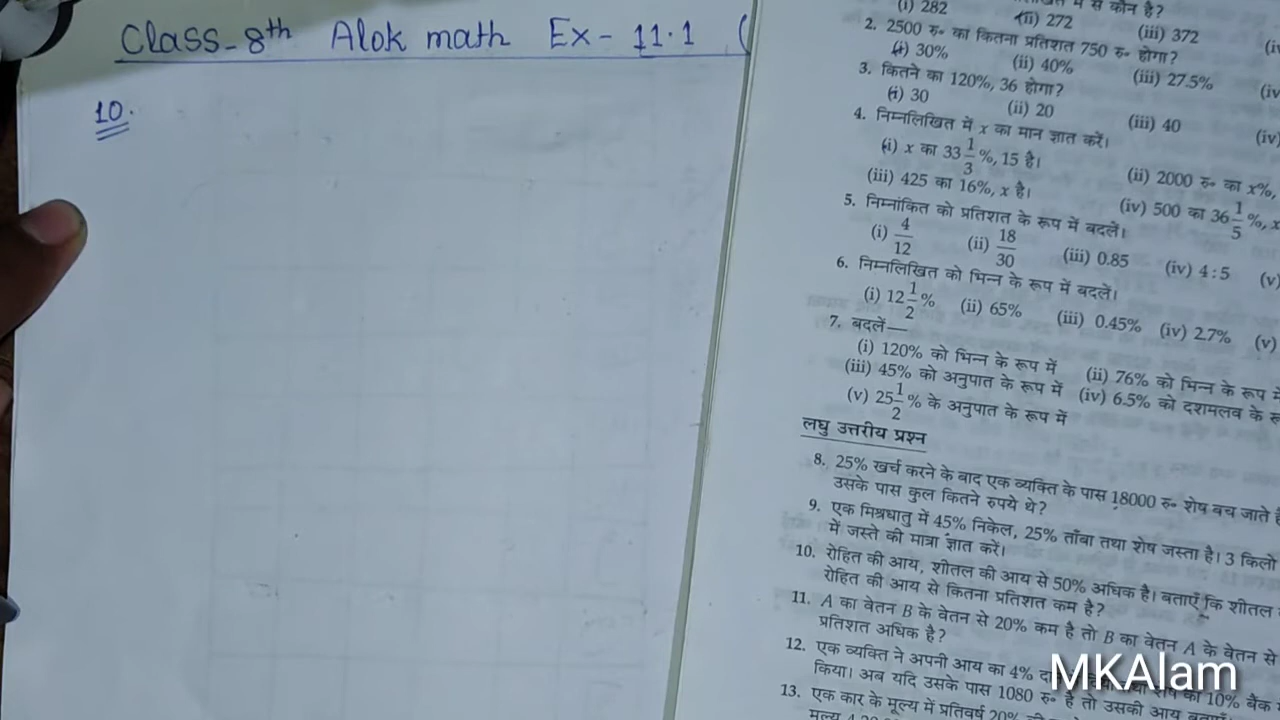 Class-8th Alok math Ex-11.1 (
10.
(i) 282 (ii) 272 (iii) 372
से कौन है?
2. 2500 रु॰ का कितना प्रतिशत 750 रु॰ होगा?
(i) 30% (ii) 40% (iii) 27.5% (iv
3. कितने का 120%, 36 होगा?
(i) 30 (ii) 20 (iii) 40 (iv)
4. निम्नलिखित में x का मान ज्ञात करें।
(i) x का 33 1/3 %, 15 है। (ii) 2000 रु॰ का x%,
(iii) 425 का 16%, x है। (iv) 500 का 36 1/5 %, x
5. निम्नांकित को प्रतिशत के रूप में बदलें।
(i) 4/12 (ii) 18/30 (iii) 0.85 (iv) 4:5 (v)
6. निम्नलिखित को भिन्न के रूप में बदलें।
(i) 12 1/2 % (ii) 65% (iii) 0.45% (iv) 2.7% (v)
7. बदलें—
(i) 120% को भिन्न के रूप में (ii) 76% को भिन्न के रूप में
(iii) 45% को अनुपात के रूप में (iv) 6.5% को दशमलव के
(v) 25 1/2 % के अनुपात के रूप में
लघु उत्तरीय प्रश्न
8. 25% खर्च करने के बाद एक व्यक्ति के पास 18000 रु॰ शेष बच जाते
उसके पास कुल कितने रुपये थे?
9. एक मिश्रधातु में 45% निकेल, 25% ताँबा तथा शेष जस्ता है। 3 किलो
में जस्ते की मात्रा ज्ञात करें।
10. रोहित की आय, शीतल की आय से 50% अधिक है। बताएँ कि शीतल
रोहित की आय से कितना प्रतिशत कम है?
11. A का वेतन B के वेतन से 20% कम है तो B का वेतन A के वेतन से
प्रतिशत अधिक है?
12. एक व्यक्ति ने अपनी आय का 4% का 10% बैंक
किया। अब यदि उसके पास 1080 रु॰ है तो उसकी आय
13. एक कार के मूल्य में प्रतिवर्ष 20%
MKAlam